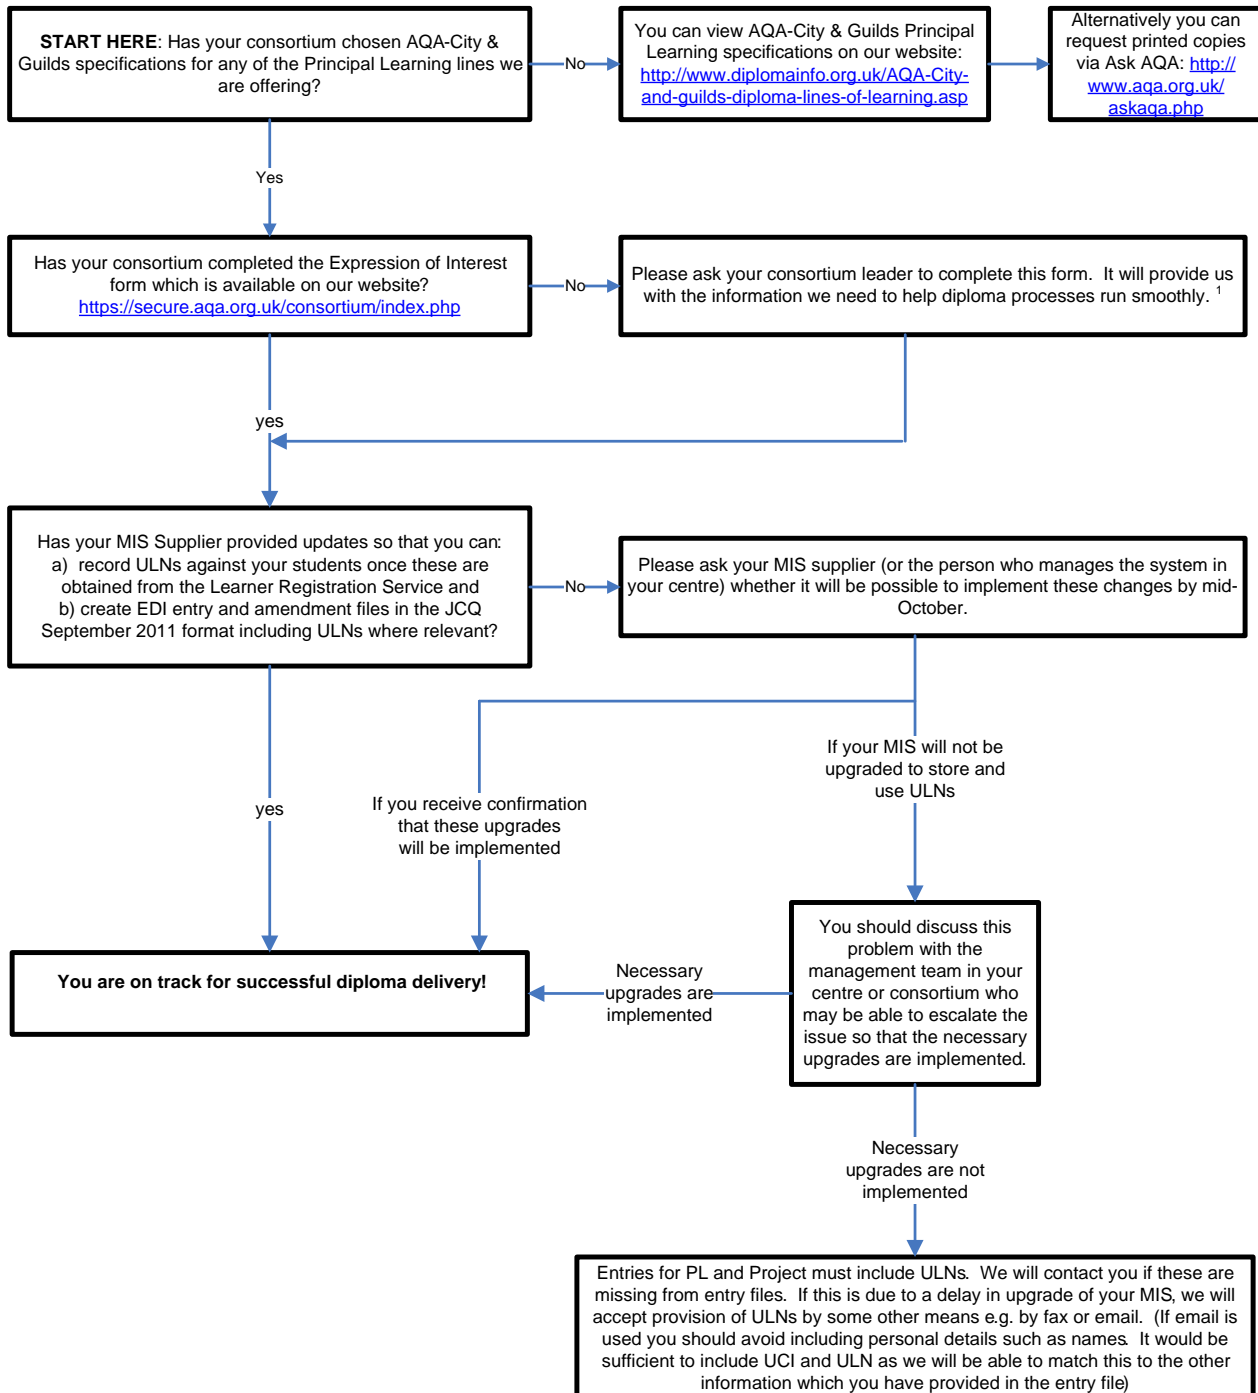 START HERE: Has your consortium chosen AQA-City &
Guilds specifications for any of the Principal Learning lines we
are offering?
No
You can view AQA-City & Guilds Principal
Learning specifications on our website:
http://www.diplomainfo.org.uk/AQA-City-
and-guilds-diploma-lines-of-learning.asp
Alternatively you can
request printed copies
via Ask AQA: http://
www.aqa.org.uk/
askaqa.php
Yes
Has your consortium completed the Expression of Interest
form which is available on our website?
https://secure.aqa.org.uk/consortium/index.php
No
Please ask your consortium leader to complete this form. It will provide us
with the information we need to help diploma processes run smoothly. 1
yes
Has your MIS Supplier provided updates so that you can:
a) record ULNs against your students once these are
obtained from the Learner Registration Service and
b) create EDI entry and amendment files in the JCQ
September 2011 format including ULNs where relevant?
No
Please ask your MIS supplier (or the person who manages the system in
your centre) whether it will be possible to implement these changes by mid-
October.
yes
If you receive confirmation
that these upgrades
will be implemented
If your MIS will not be
upgraded to store and
use ULNs
You are on track for successful diploma delivery!
Necessary
upgrades are
implemented
You should discuss this
problem with the
management team in your
centre or consortium who
may be able to escalate the
issue so that the necessary
upgrades are implemented.
Necessary
upgrades are not
implemented
Entries for PL and Project must include ULNs. We will contact you if these are
missing from entry files. If this is due to a delay in upgrade of your MIS, we will
accept provision of ULNs by some other means e.g. by fax or email. (If email is
used you should avoid including personal details such as names. It would be
sufficient to include UCI and ULN as we will be able to match this to the other
information which you have provided in the entry file)